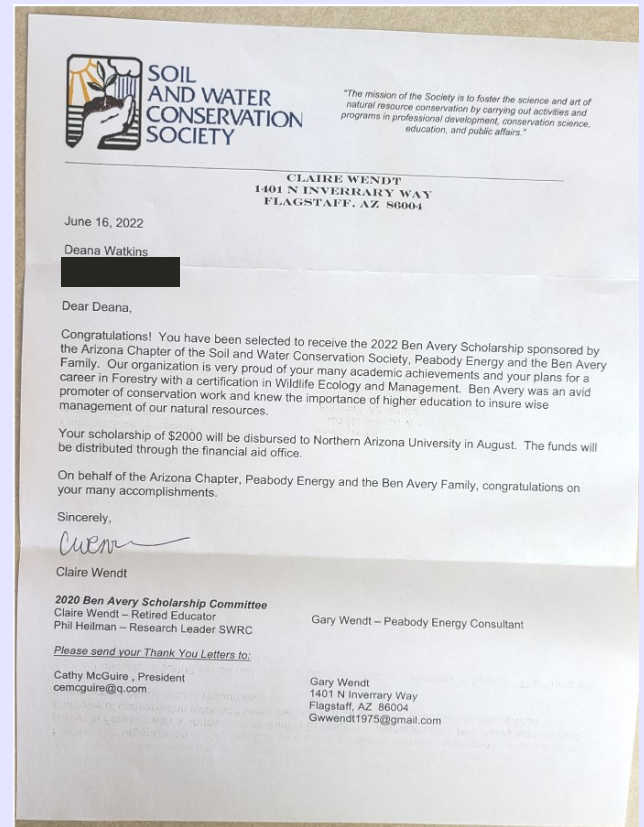 SOIL
AND WATER
CONSERVATION
SOCIETY
"The mission of the Society is to foster the science and art of
natural resource conservation by carrying out activities and
programs in professional development, conservation science,
education, and public affairs."
CLAIRE WENDT
1401 N INVERRARY WAY
FLAGSTAFF, AZ 86004
June 16, 2022
Deana Watkins
Dear Deana,
Congratulations! You have been selected to receive the 2022 Ben Avery Scholarship sponsored by
the Arizona Chapter of the Soil and Water Conservation Society, Peabody Energy and the Ben Avery
Family. Our organization is very proud of your many academic achievements and your plans for a
career in Forestry with a certification in Wildlife Ecology and Management. Ben Avery was an avid
promoter of conservation work and knew the importance of higher education to insure wise
management of our natural resources.
Your scholarship of $2000 will be disbursed to Northern Arizona University in August. The funds will
be distributed through the financial aid office.
On behalf of the Arizona Chapter, Peabody Energy and the Ben Avery Family, congratulations on
your many accomplishments.
Sincerely,
Claire Wendt
2020 Ben Avery Scholarship Committee
Claire Wendt – Retired Educator
Gary Wendt – Peabody Energy Consultant
Phil Heilman – Research Leader SWRC
Please send your Thank You Letters to:
Cathy McGuire , President
cemcguire@q.com
Gary Wendt
1401 N Inverrary Way
Flagstaff, AZ 86004
Gwwendt1975@gmail.com